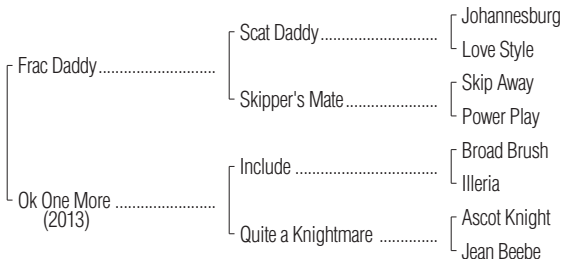 Johannesburg
Scat Daddy
Love Style
Frac Daddy
Skip Away
Skipper's Mate
Power Play
Broad Brush
Include
Illeria
Ok One More
(2013)
Ascot Knight
Quite a Knightmare
Jean Beebe